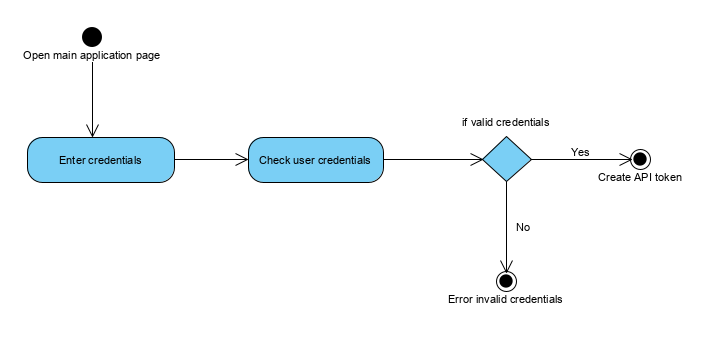 Open main application page
Enter credentials
Check user credentials
if valid credentials
Yes
Create API token
No
Error invalid credentials